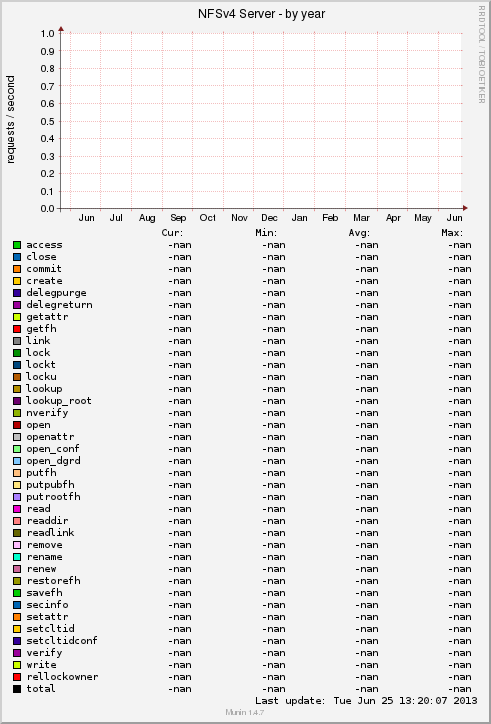 NFSv4 Server - by year
RRDTOOL / TOBI OETIKER
requests / second
1.0
0.9
0.8
0.7
0.6
0.5
0.4
0.3
0.2
0.1
0.0
Jun Jul Aug Sep Oct Nov Dec Jan Feb Mar Apr May Jun
Cur: Min: Avg: Max:
access -nan -nan -nan -nan
close -nan -nan -nan -nan
commit -nan -nan -nan -nan
create -nan -nan -nan -nan
delegpurge -nan -nan -nan -nan
delegreturn -nan -nan -nan -nan
getattr -nan -nan -nan -nan
getfh -nan -nan -nan -nan
link -nan -nan -nan -nan
lock -nan -nan -nan -nan
lockt -nan -nan -nan -nan
locku -nan -nan -nan -nan
lookup -nan -nan -nan -nan
lookup_root -nan -nan -nan -nan
nverify -nan -nan -nan -nan
open -nan -nan -nan -nan
openattr -nan -nan -nan -nan
open_conf -nan -nan -nan -nan
open_dgrd -nan -nan -nan -nan
putfh -nan -nan -nan -nan
putpubfh -nan -nan -nan -nan
putrootfh -nan -nan -nan -nan
read -nan -nan -nan -nan
readdir -nan -nan -nan -nan
readlink -nan -nan -nan -nan
remove -nan -nan -nan -nan
rename -nan -nan -nan -nan
renew -nan -nan -nan -nan
restorefh -nan -nan -nan -nan
savefh -nan -nan -nan -nan
secinfo -nan -nan -nan -nan
setattr -nan -nan -nan -nan
setcltid -nan -nan -nan -nan
setcltidconf -nan -nan -nan -nan
verify -nan -nan -nan -nan
write -nan -nan -nan -nan
rellockowner -nan -nan -nan -nan
total -nan -nan -nan -nan
Last update: Tue Jun 25 13:20:07 2013
Munin 1.4.7